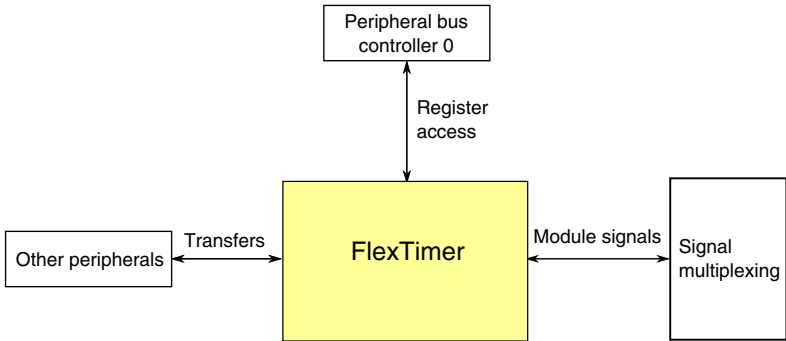 Peripheral bus
controller 0
Register
access
FlexTimer
Transfers
Other peripherals
Module signals
Signal
multiplexing